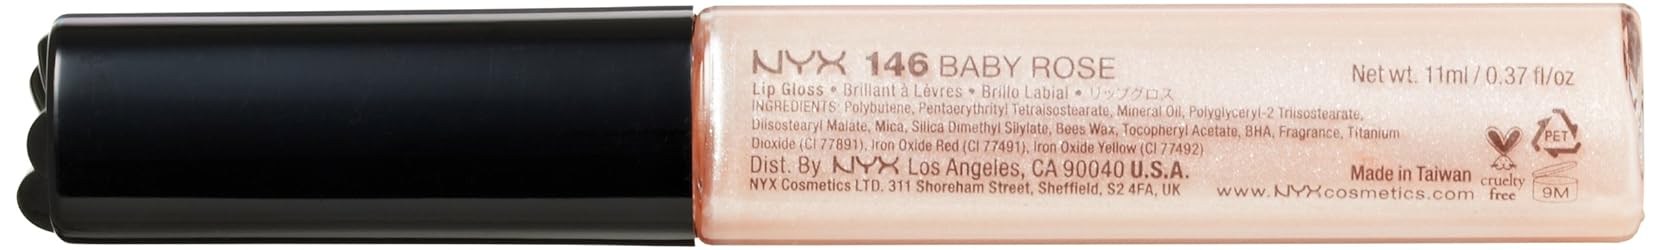 NYX 146 BABY ROSE
Net wt. 11ml / 0.37 fl/oz
Lip Gloss • Brillant à Lèvres • Brillo Labial • リップグロス
INGREDIENTS: Polybutene, Pentaerythrityl Tetraisostearate, Mineral Oil, Polyglyceryl-2 Triisostearate,
Diisostearyl Malate, Mica, Silica Dimethyl Silylate, Bees Wax, Tocopheryl Acetate, BHA, Fragrance, Titanium
Dioxide (CI 77891), Iron Oxide Red (CI 77491), Iron Oxide Yellow (CI 77492)
Dist. By NYX Los Angeles, CA 90040 U.S.A.
NYX Cosmetics LTD. 311 Shoreham Street, Sheffield, S2 4FA, UK
Made in Taiwan
www.NYXcosmetics.com
cruelty
free
PET
9M